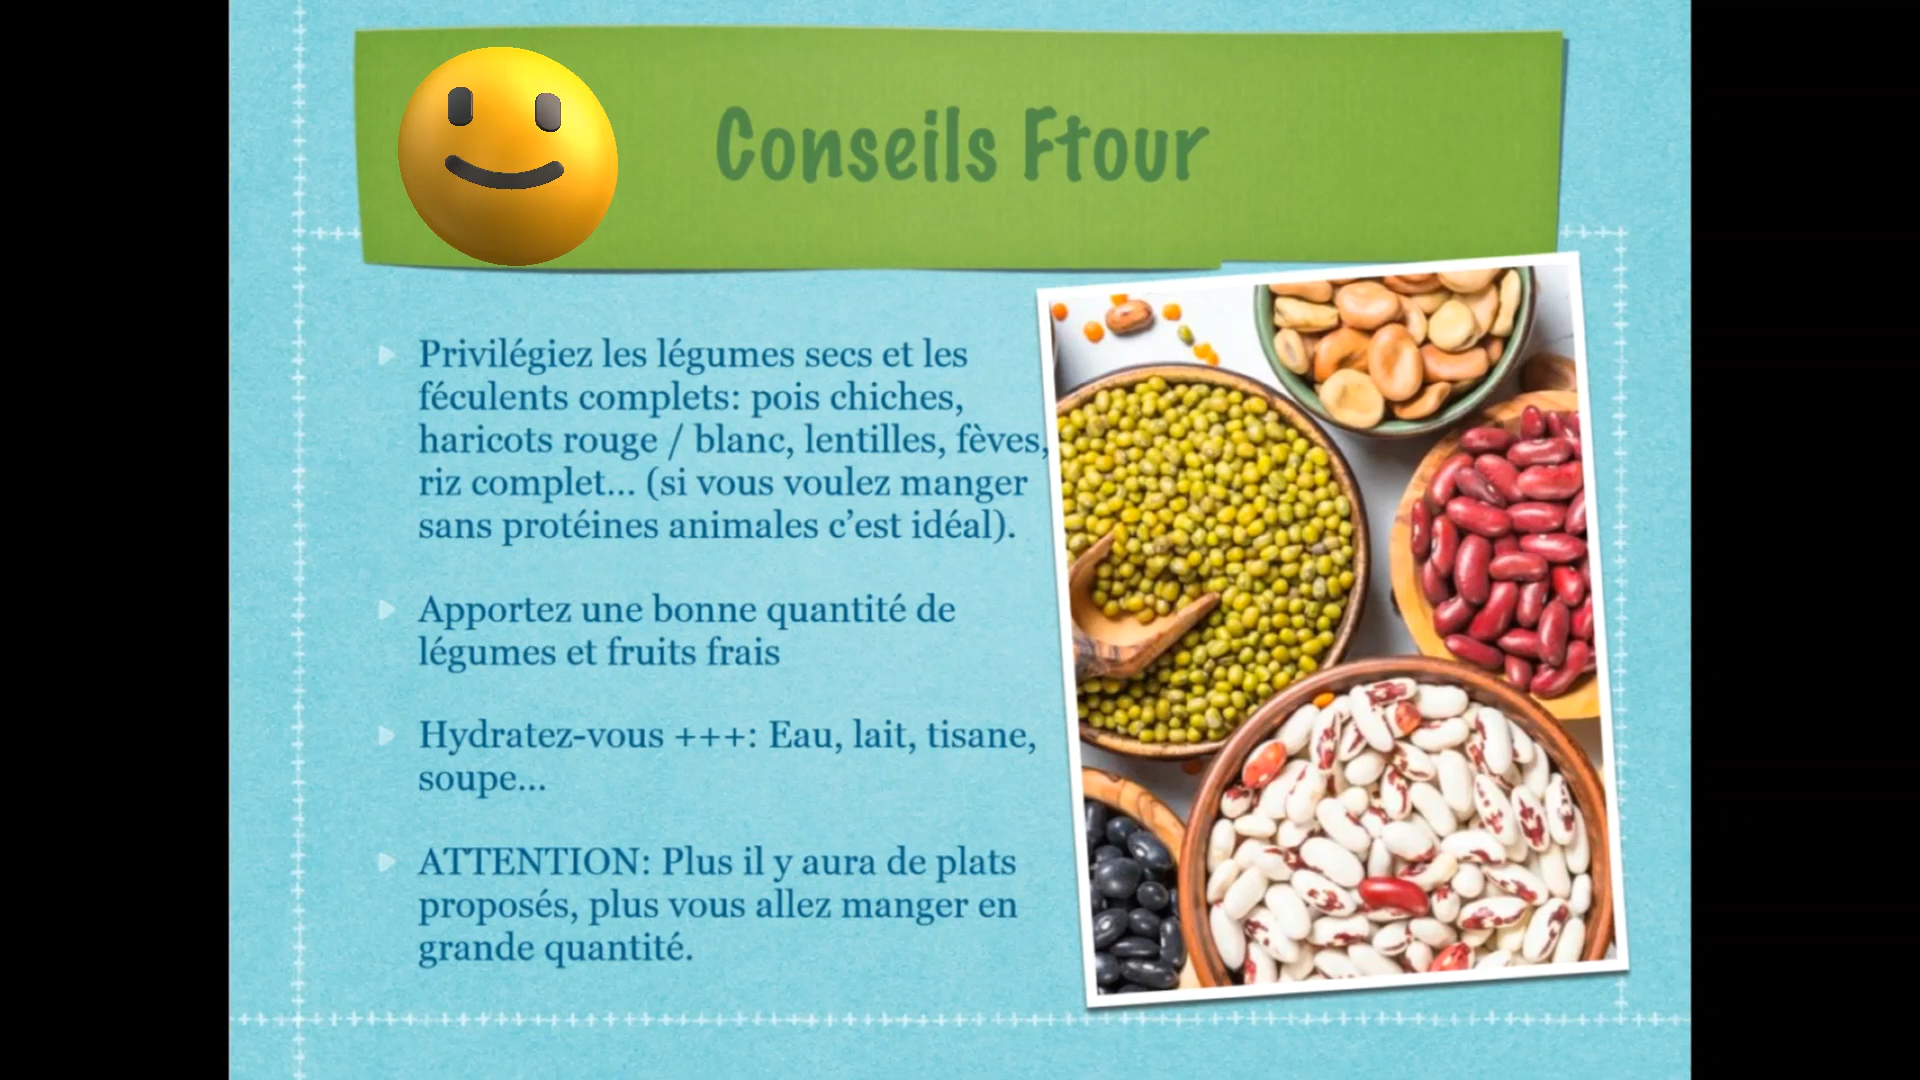 Conseils Ftour
Privilégiez les légumes secs et les
féculents complets: pois chiches,
haricots rouge / blanc, lentilles, fèves,
riz complet... (si vous voulez manger
sans protéines animales c’est idéal).
Apportez une bonne quantité de
légumes et fruits frais
Hydratez-vous +++: Eau, lait, tisane,
soupe...
ATTENTION: Plus il y aura de plats
proposés, plus vous allez manger en
grande quantité.